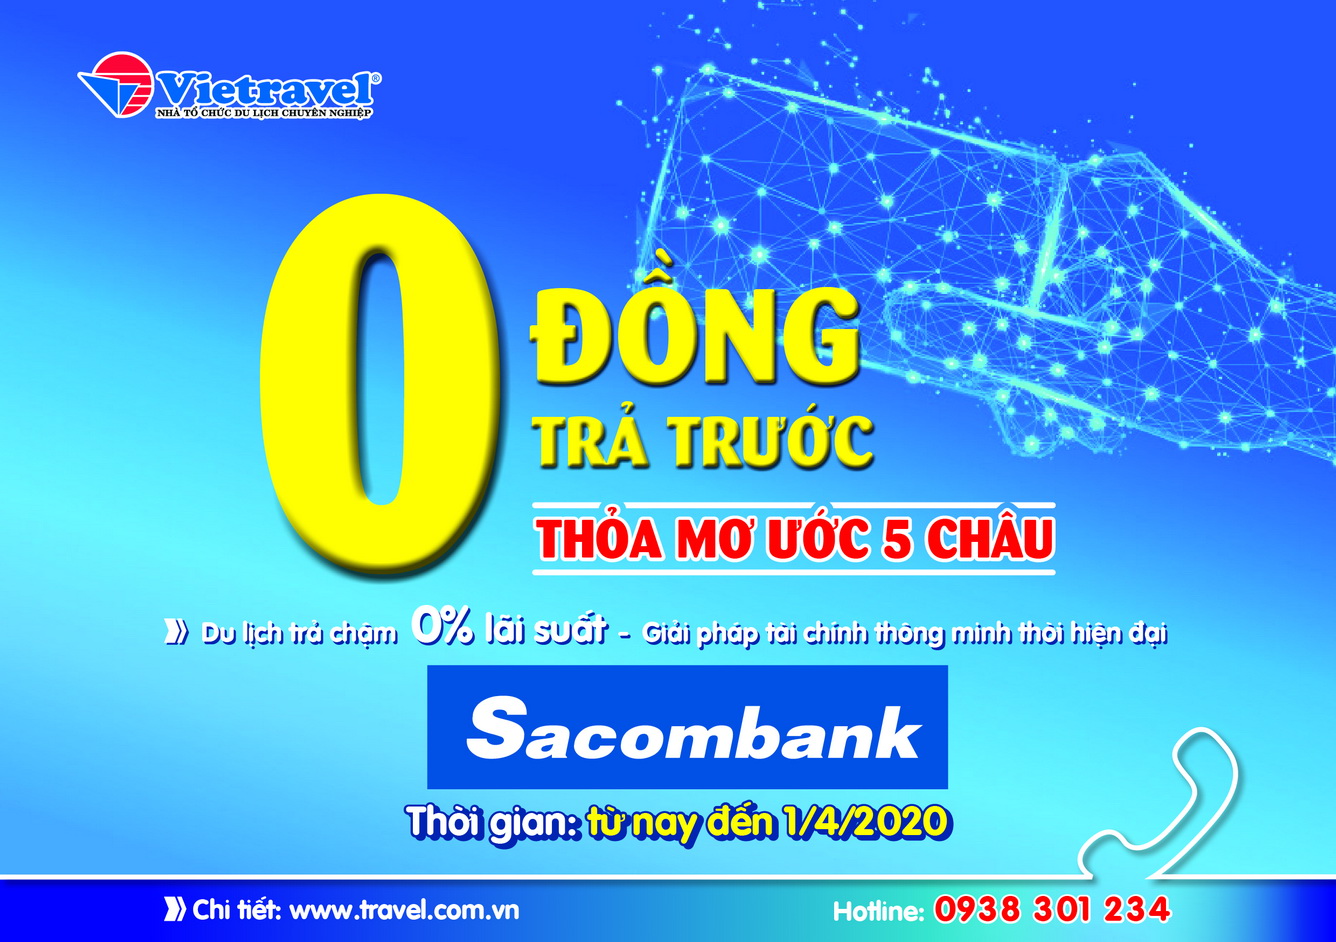 Vietravel®
NHÀ TỔ CHỨC DU LỊCH CHUYÊN NGHIỆP
0 ĐỒNG
TRẢ TRƯỚC
THỎA MƠ ƯỚC 5 CHÂU
Du lịch trả chậm 0% lãi suất - Giải pháp tài chính thông minh thời hiện đại
Sacombank
Thời gian: từ nay đến 1/4/2020
Chi tiết: www.travel.com.vn
Hotline: 0938 301 234